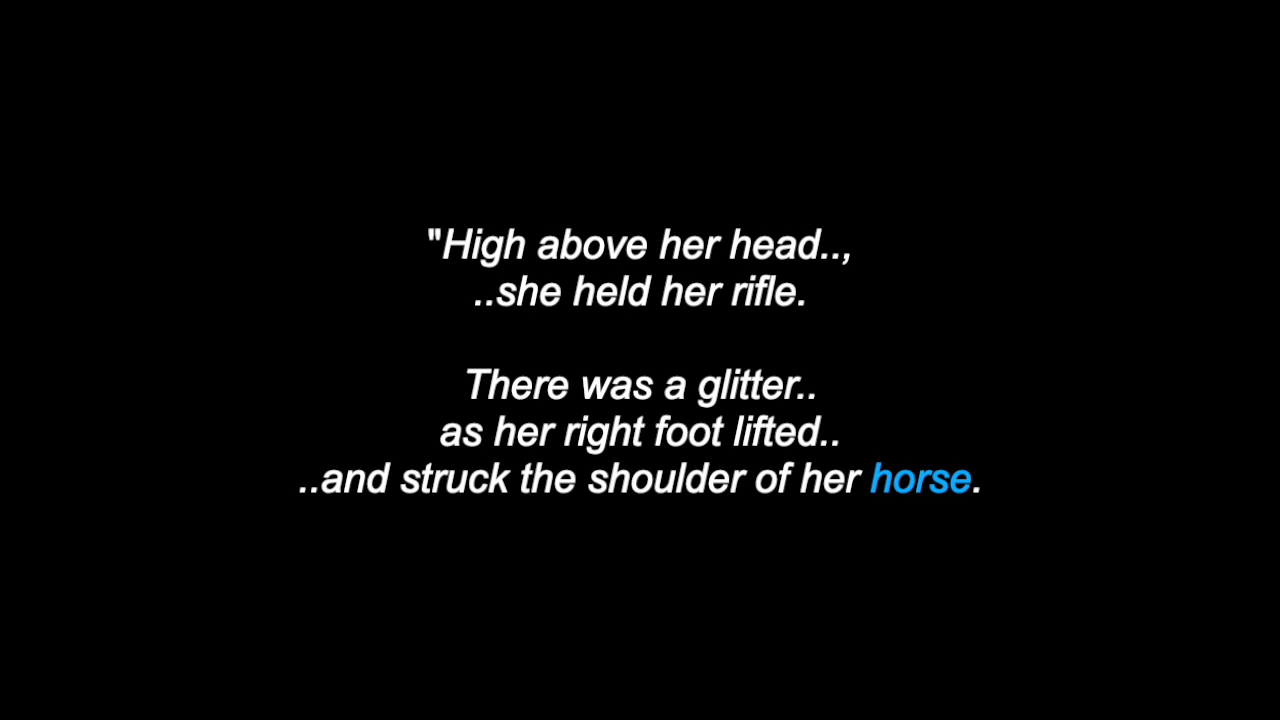 "High above her head..,
..she held her rifle.
There was a glitter..
as her right foot lifted..
..and struck the shoulder of her horse.